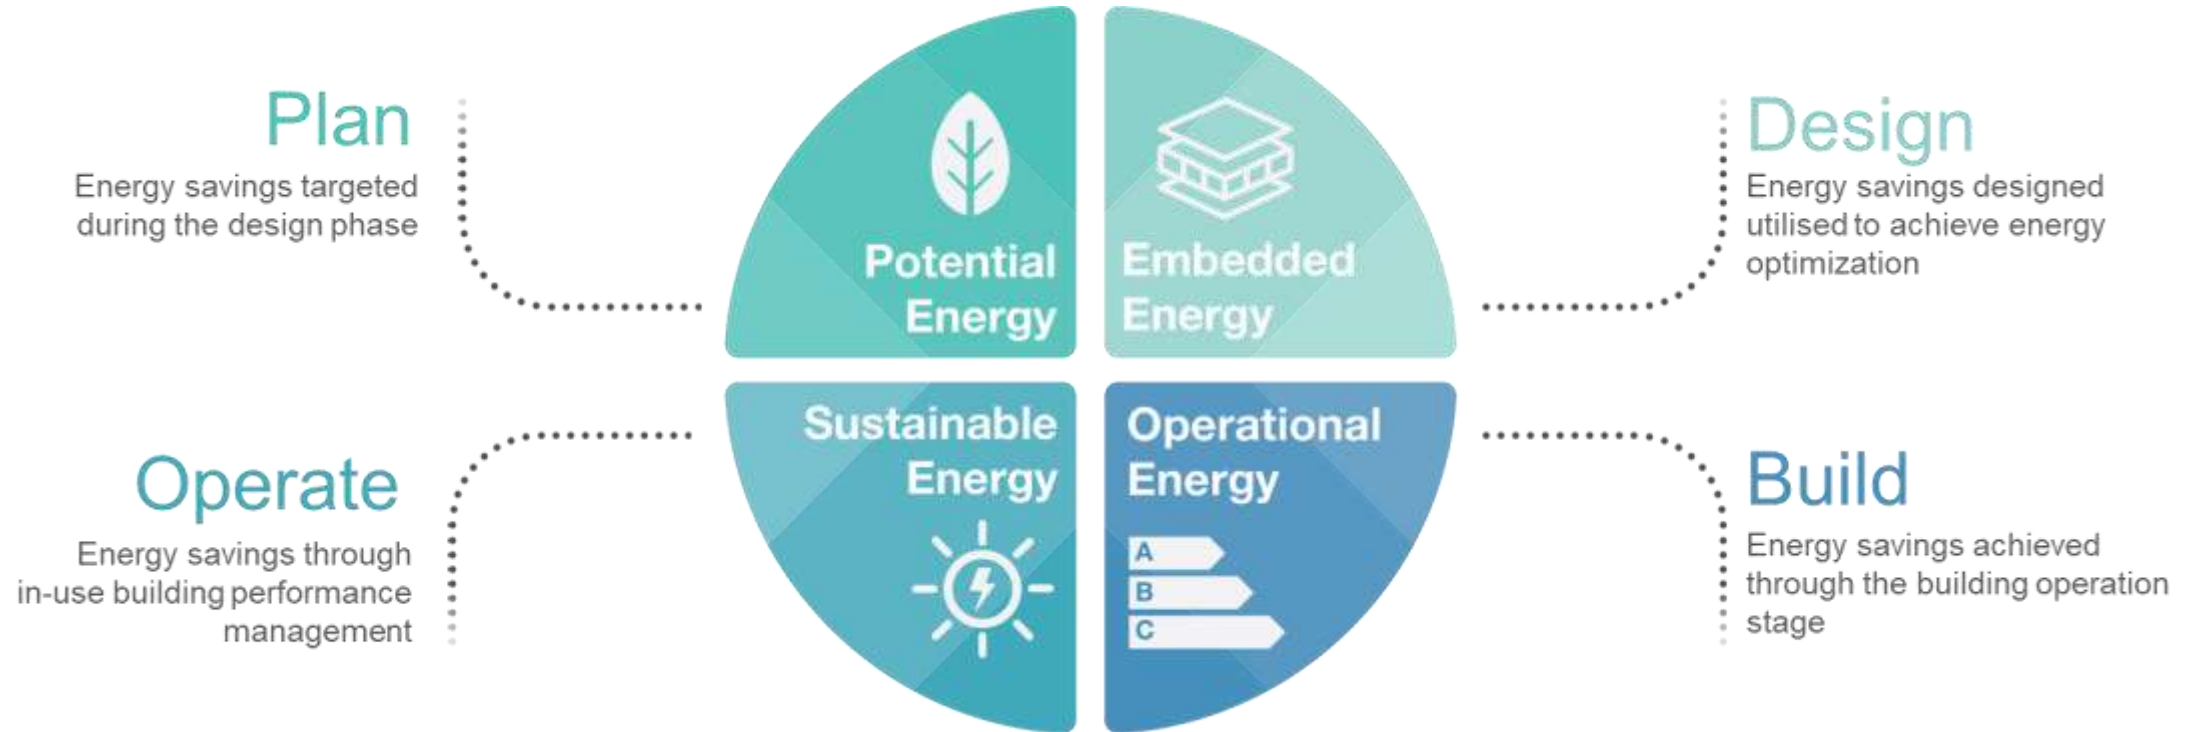 Plan
Energy savings targeted
during the design phase
Potential
Energy
Embedded
Energy
Design
Energy savings designed
utilised to achieve energy
optimization
Operate
Energy savings through
in-use building performance
management
Sustainable
Energy
Operational
Energy
A
B
C
Build
Energy savings achieved
through the building operation
stage